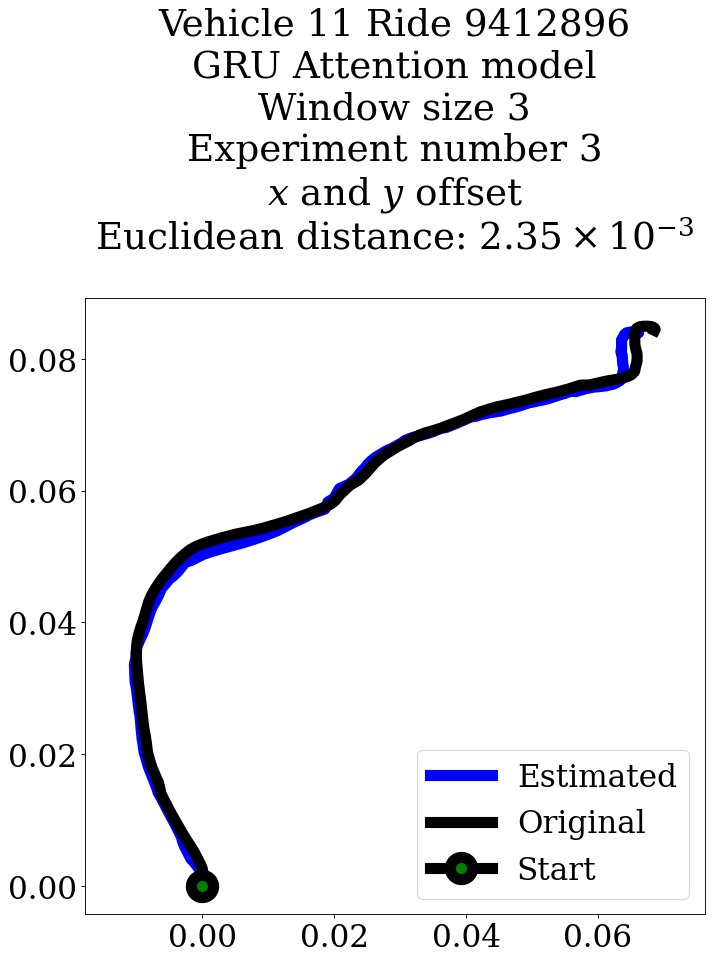 Vehicle 11 Ride 9412896
GRU Attention model
Window size 3
Experiment number 3
x and y offset
Euclidean distance: 2.35 × 10⁻³
0.08
0.06
0.04
0.02
0.00
Estimated
Original
Start
0.00 0.02 0.04 0.06